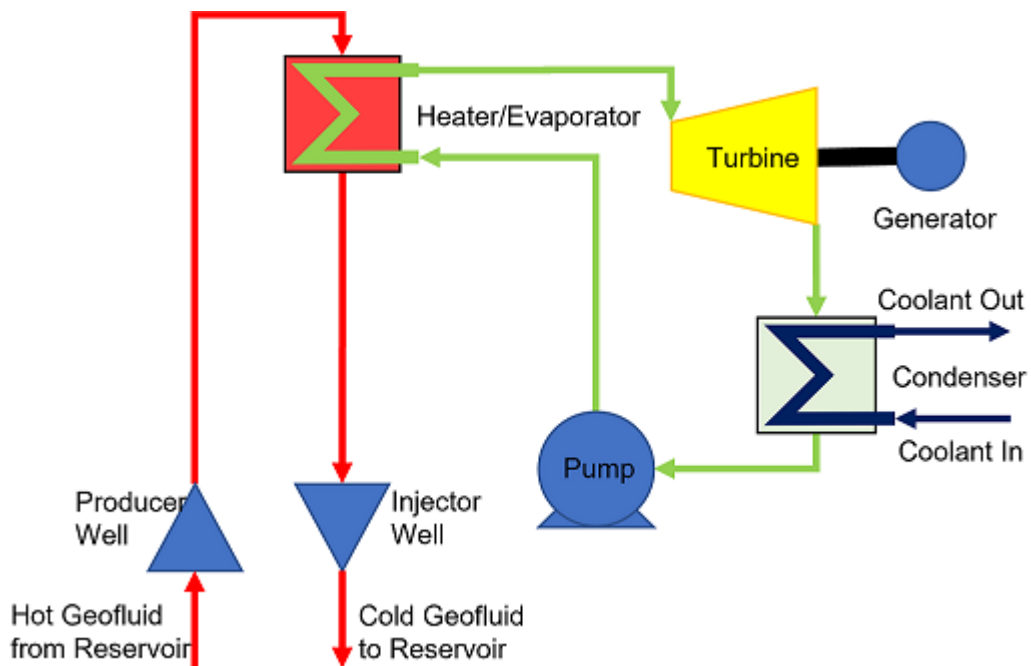 Heater/Evaporator
Turbine
Generator
Coolant Out
Condenser
Coolant In
Pump
Producer
Well
Injector
Well
Hot Geofluid
from Reservoir
Cold Geofluid
to Reservoir